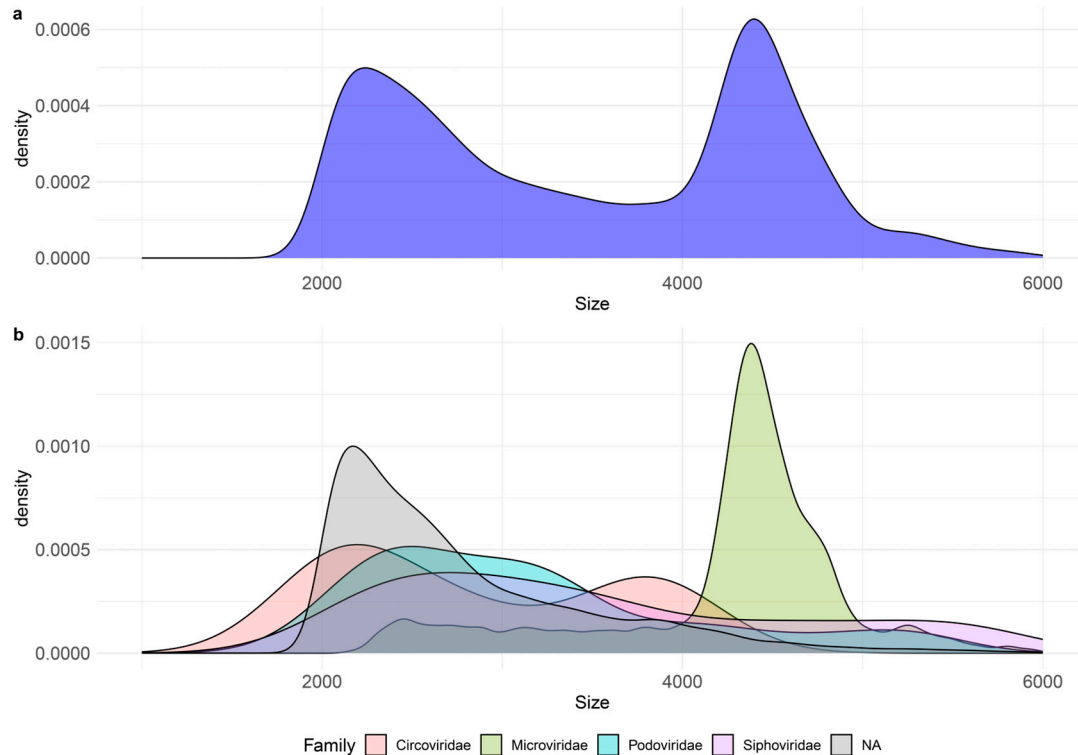 a
0.0006
0.0004
0.0002
0.0000
density
2000 4000 6000
Size
b
0.0015
0.0010
0.0005
0.0000
density
2000 4000 6000
Size
Family Circoviridae Microviridae Podoviridae Siphoviridae NA